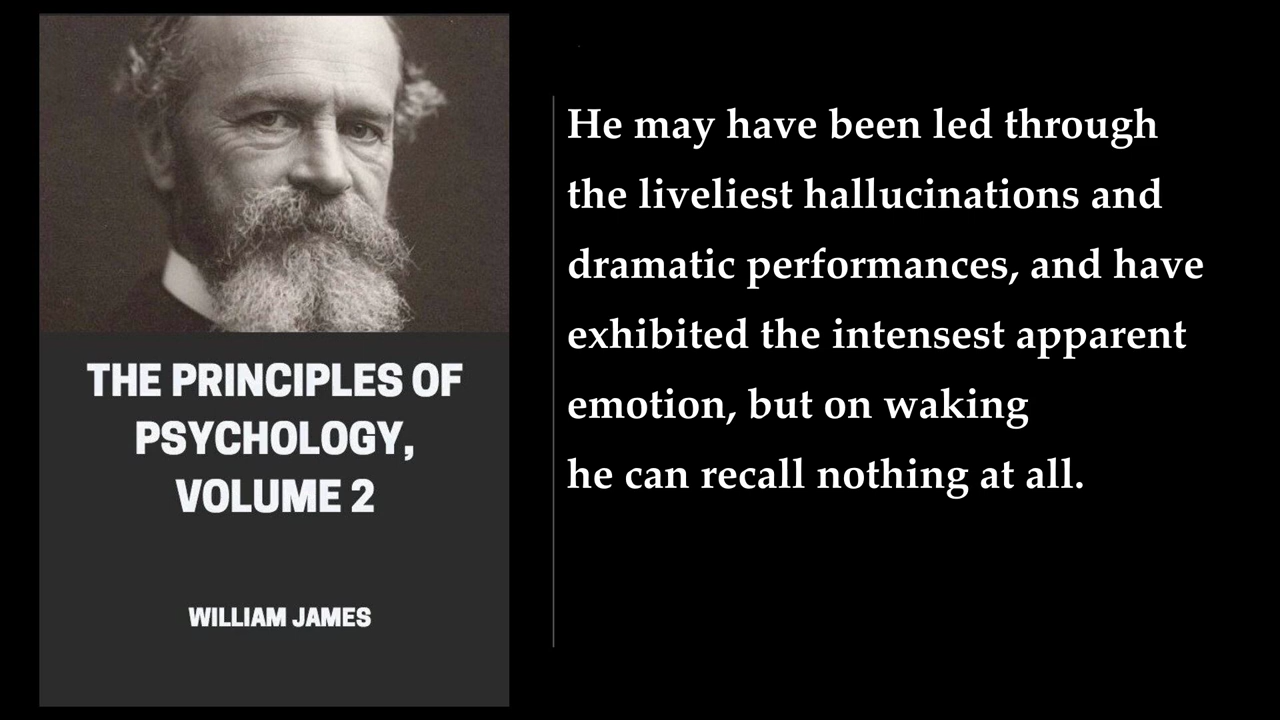 THE PRINCIPLES OF
PSYCHOLOGY,
VOLUME 2
WILLIAM JAMES
He may have been led through
the liveliest hallucinations and
dramatic performances, and have
exhibited the intensest apparent
emotion, but on waking
he can recall nothing at all.